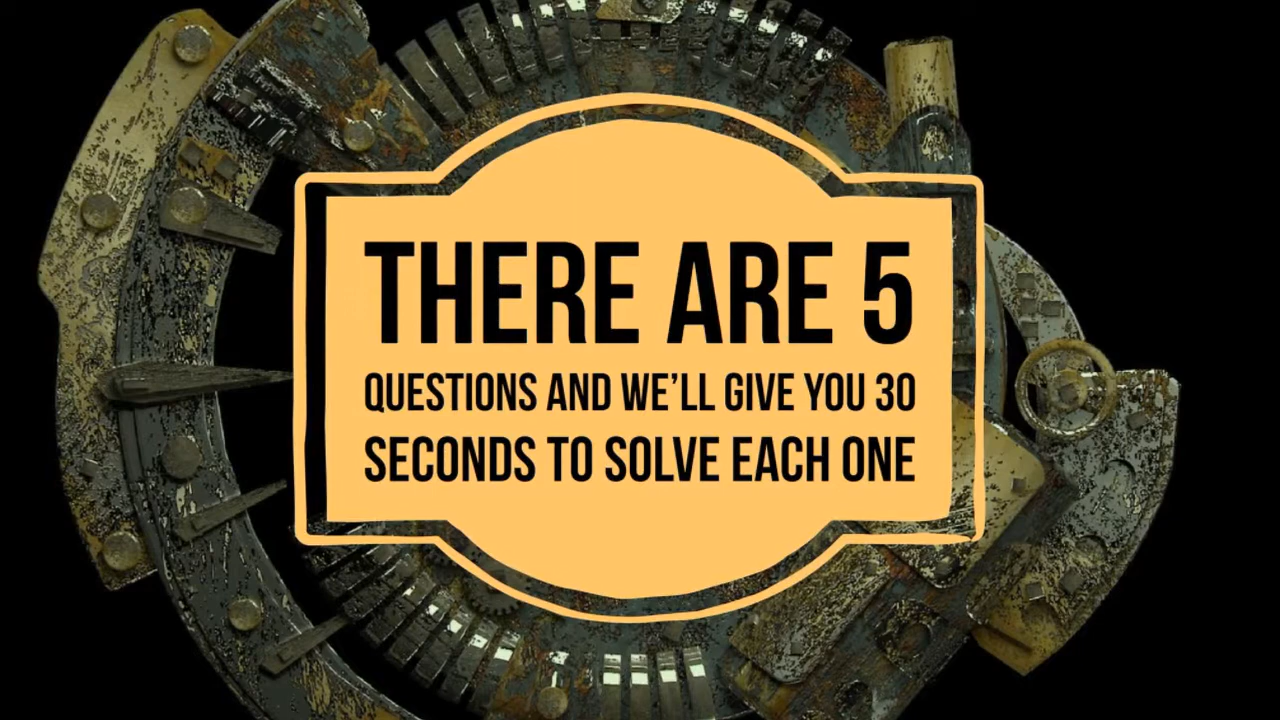 THERE ARE 5
QUESTIONS AND WE'LL GIVE YOU 30
SECONDS TO SOLVE EACH ONE